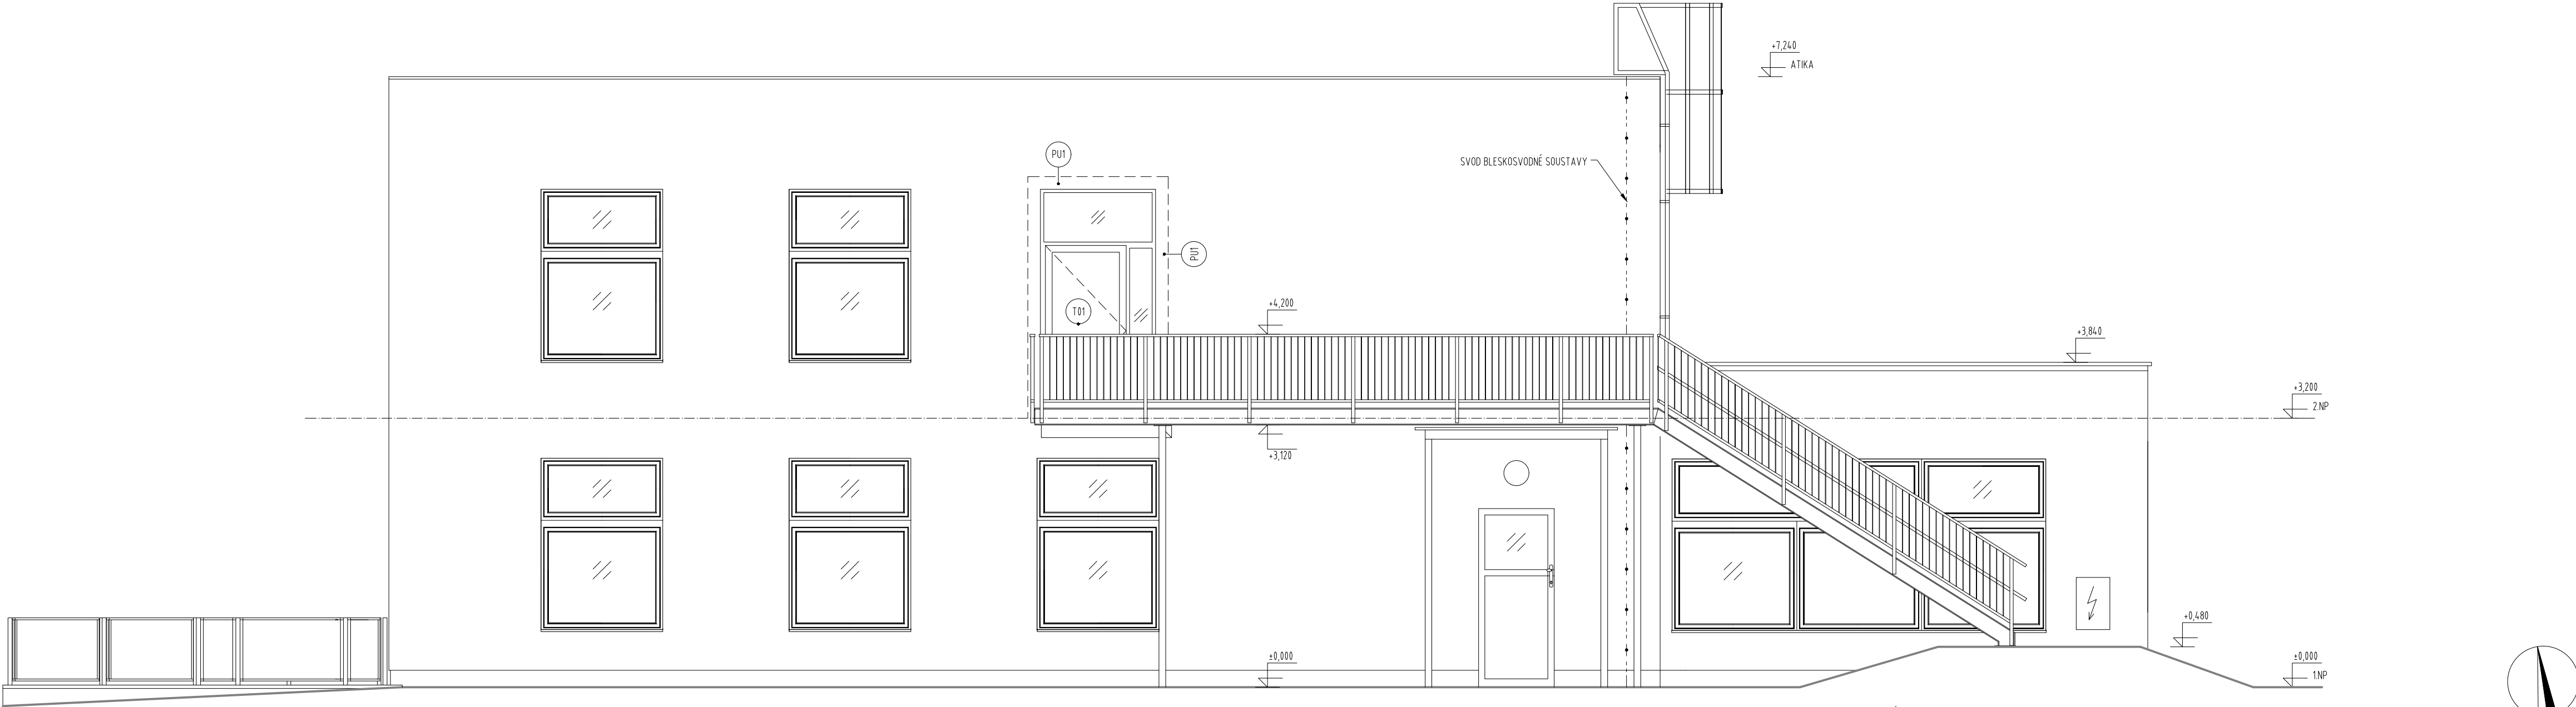 +7,240
ATIKA
PU1
SVOD BLESKOSVODNÉ SOUSTAVY
PU1
T01
+4,200
+3,840
+3,200
2.NP
+3,120
+0,480
±0,000
±0,000
1.NP